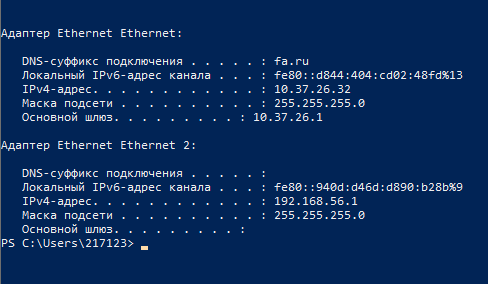 Адаптер Ethernet Ethernet:
DNS-суффикс подключения . . . . . : fa.ru
Локальный IPv6-адрес канала . . . : fe80::d844:404:cd02:48fd%13
IPv4-адрес. . . . . . . . . . . . : 10.37.26.32
Маска подсети . . . . . . . . . . : 255.255.255.0
Основной шлюз. . . . . . . . . : 10.37.26.1
Адаптер Ethernet Ethernet 2:
DNS-суффикс подключения . . . . . :
Локальный IPv6-адрес канала . . . : fe80::940d:d46d:d890:b28b%9
IPv4-адрес. . . . . . . . . . . . : 192.168.56.1
Маска подсети . . . . . . . . . . : 255.255.255.0
Основной шлюз. . . . . . . . . :
PS C:\Users\217123>